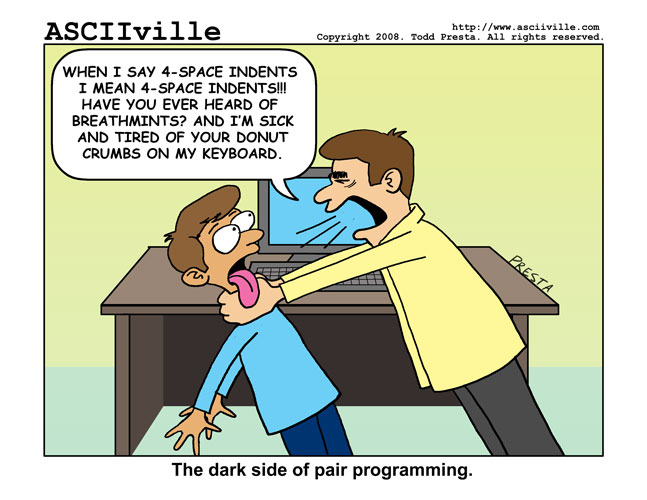 ASCIIville
http://www.asciiville.com
Copyright 2008. Todd Presta. All rights reserved.
WHEN I SAY 4-SPACE INDENTS
I MEAN 4-SPACE INDENTS!!!
HAVE YOU EVER HEARD OF
BREATHMINTS? AND I'M SICK
AND TIRED OF YOUR DONUT
CRUMBS ON MY KEYBOARD.
PRESTA
The dark side of pair programming.